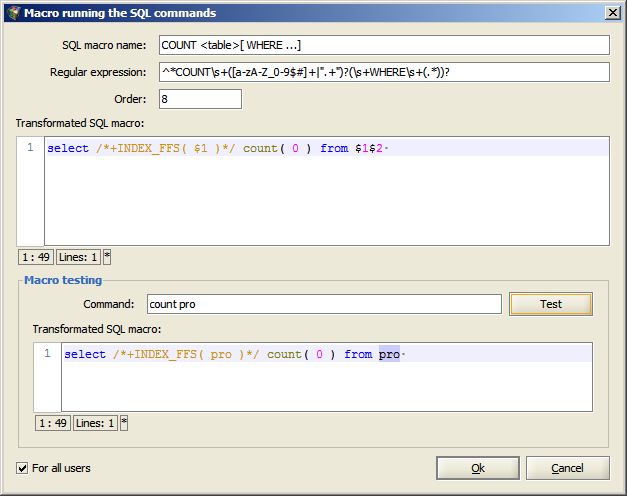 Macro running the SQL commands
SQL macro name: COUNT <table>[ WHERE ...]
Regular expression: ^*COUNT\s+([a-zA-Z_0-9$#]+|".+")?(\s+WHERE\s+(.*))?
Order: 8
Transformated SQL macro:
1 select /*+INDEX_FFS( $1 )*/ count( 0 ) from $1$2·
1 : 49 Lines: 1 *
Macro testing
Command: count pro Test
Transformated SQL macro:
1 select /*+INDEX_FFS( pro )*/ count( 0 ) from pro·
1 : 49 Lines: 1 *
For all users Ok Cancel